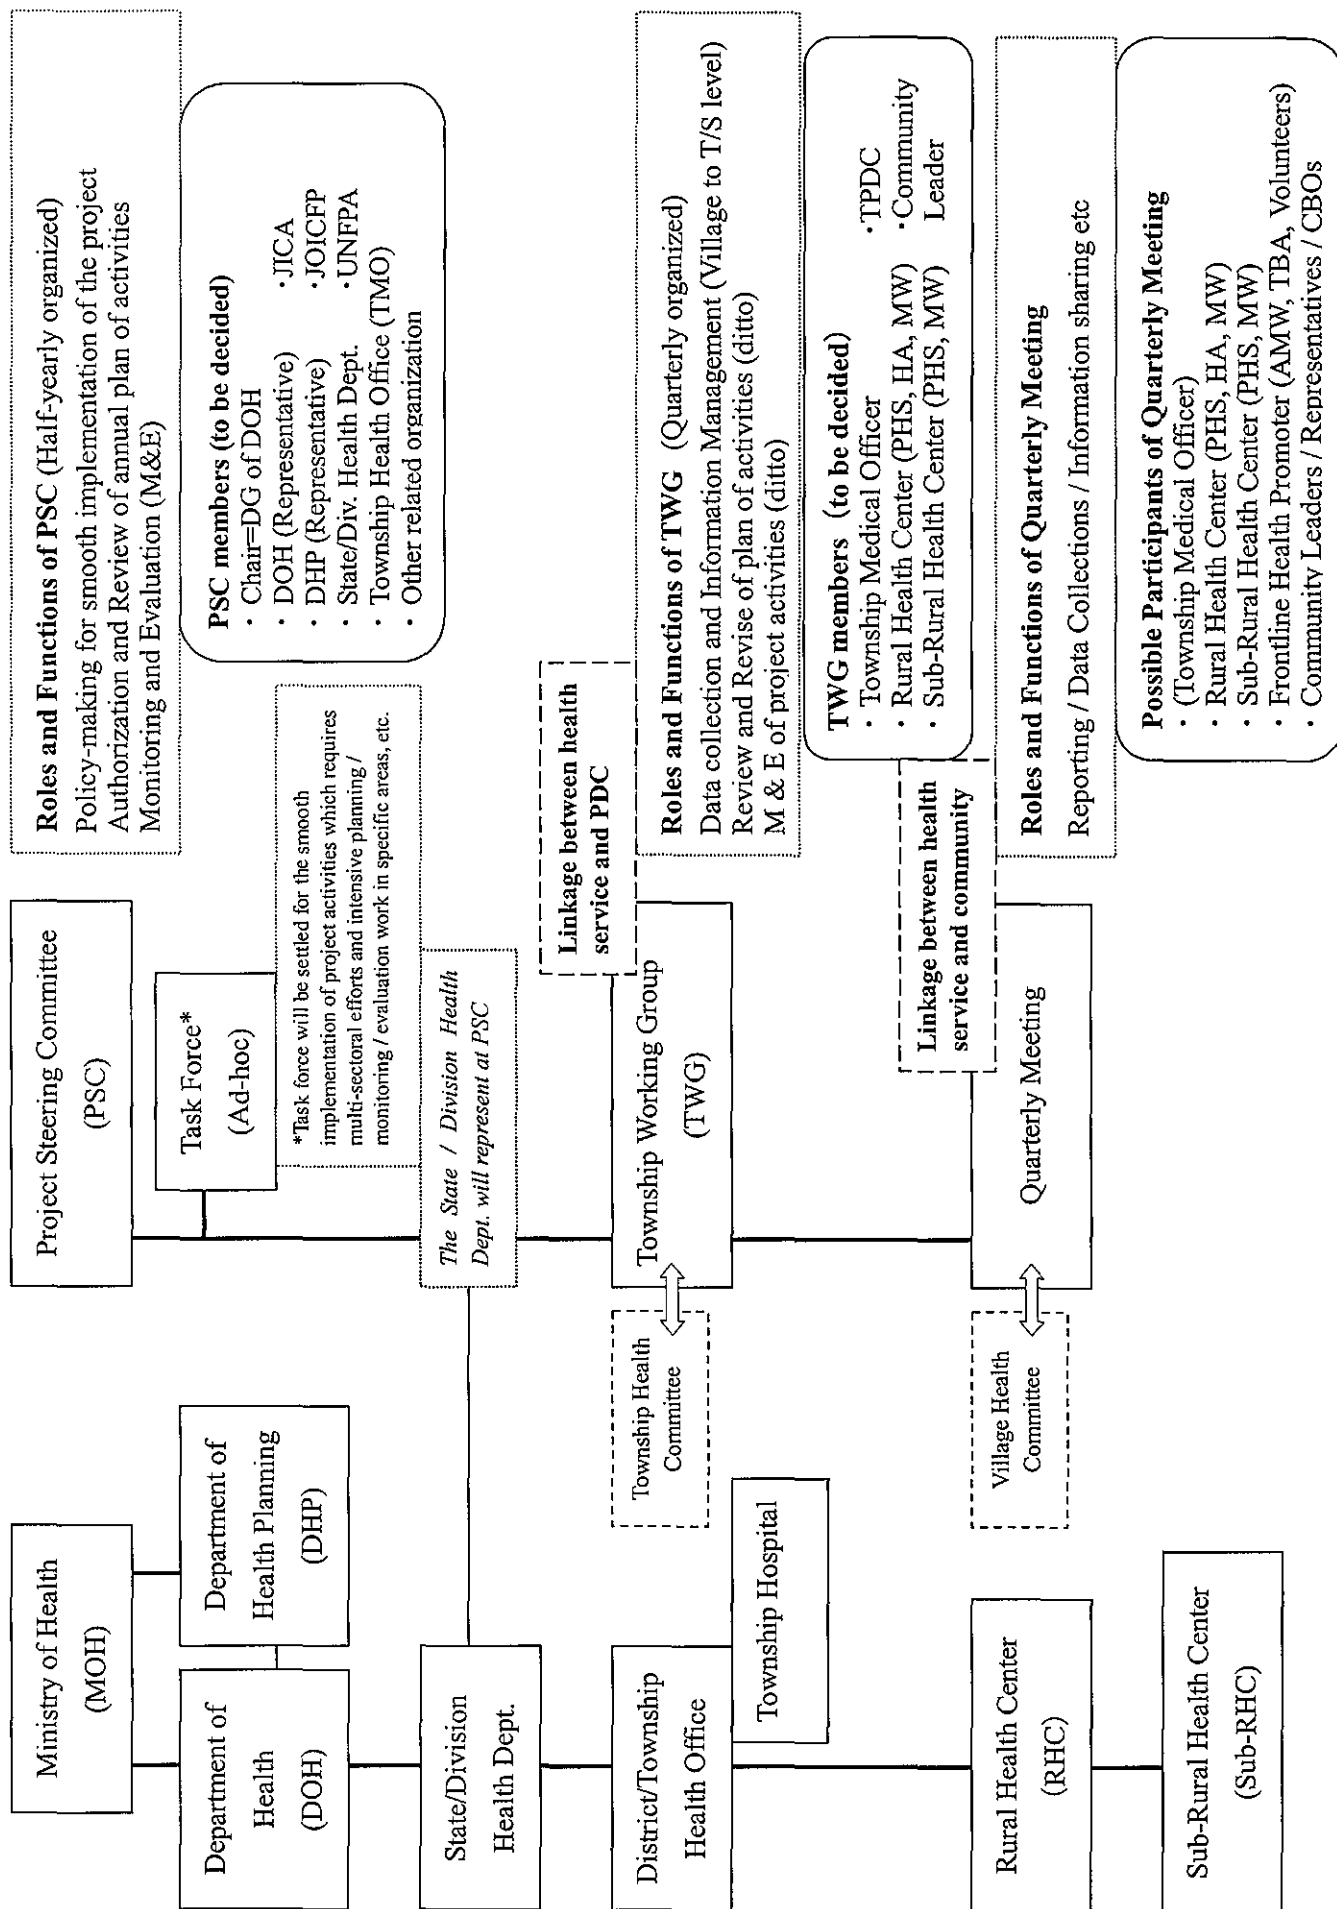 Ministry of Health
(MOH)
Department of
Health
(DOH)
Department of
Health Planning
(DHP)
State/Division
Health Dept.
District/Township
Health Office
Township Hospital
Rural Health Center
(RHC)
Sub-Rural Health Center
(Sub-RHC)
Township Health
Committee
Village Health
Committee
Project Steering Committee
(PSC)
Task Force*
(Ad-hoc)
*Task force will be settled for the smooth
implementation of project activities which requires
multi-sectoral efforts and intensive planning /
monitoring / evaluation work in specific areas, etc.
The State / Division Health
Dept. will represent at PSC
Township Working Group
(TWG)
Linkage between health
service and PDC
Quarterly Meeting
Linkage between health
service and community
Roles and Functions of PSC (Half-yearly organized)
Policy-making for smooth implementation of the project
Authorization and Review of annual plan of activities
Monitoring and Evaluation (M&E)
PSC members (to be decided)
・Chair=DG of DOH
・DOH (Representative) ・JICA
・DHP (Representative) ・JOICFP
・State/Div. Health Dept. ・UNFPA
・Township Health Office (TMO)
・Other related organization
Roles and Functions of TWG (Quarterly organized)
Data collection and Information Management (Village to T/S level)
Review and Revise of plan of activities (ditto)
M & E of project activities (ditto)
TWG members (to be decided)
・Township Medical Officer ・TPDC
・Rural Health Center (PHS, HA, MW) ・Community
・Sub-Rural Health Center (PHS, MW) Leader
Roles and Functions of Quarterly Meeting
Reporting / Data Collections / Information sharing etc
Possible Participants of Quarterly Meeting
・(Township Medical Officer)
・Rural Health Center (PHS, HA, MW)
・Sub-Rural Health Center (PHS, MW)
・Frontline Health Promoter (AMW, TBA, Volunteers)
・Community Leaders / Representatives / CBOs